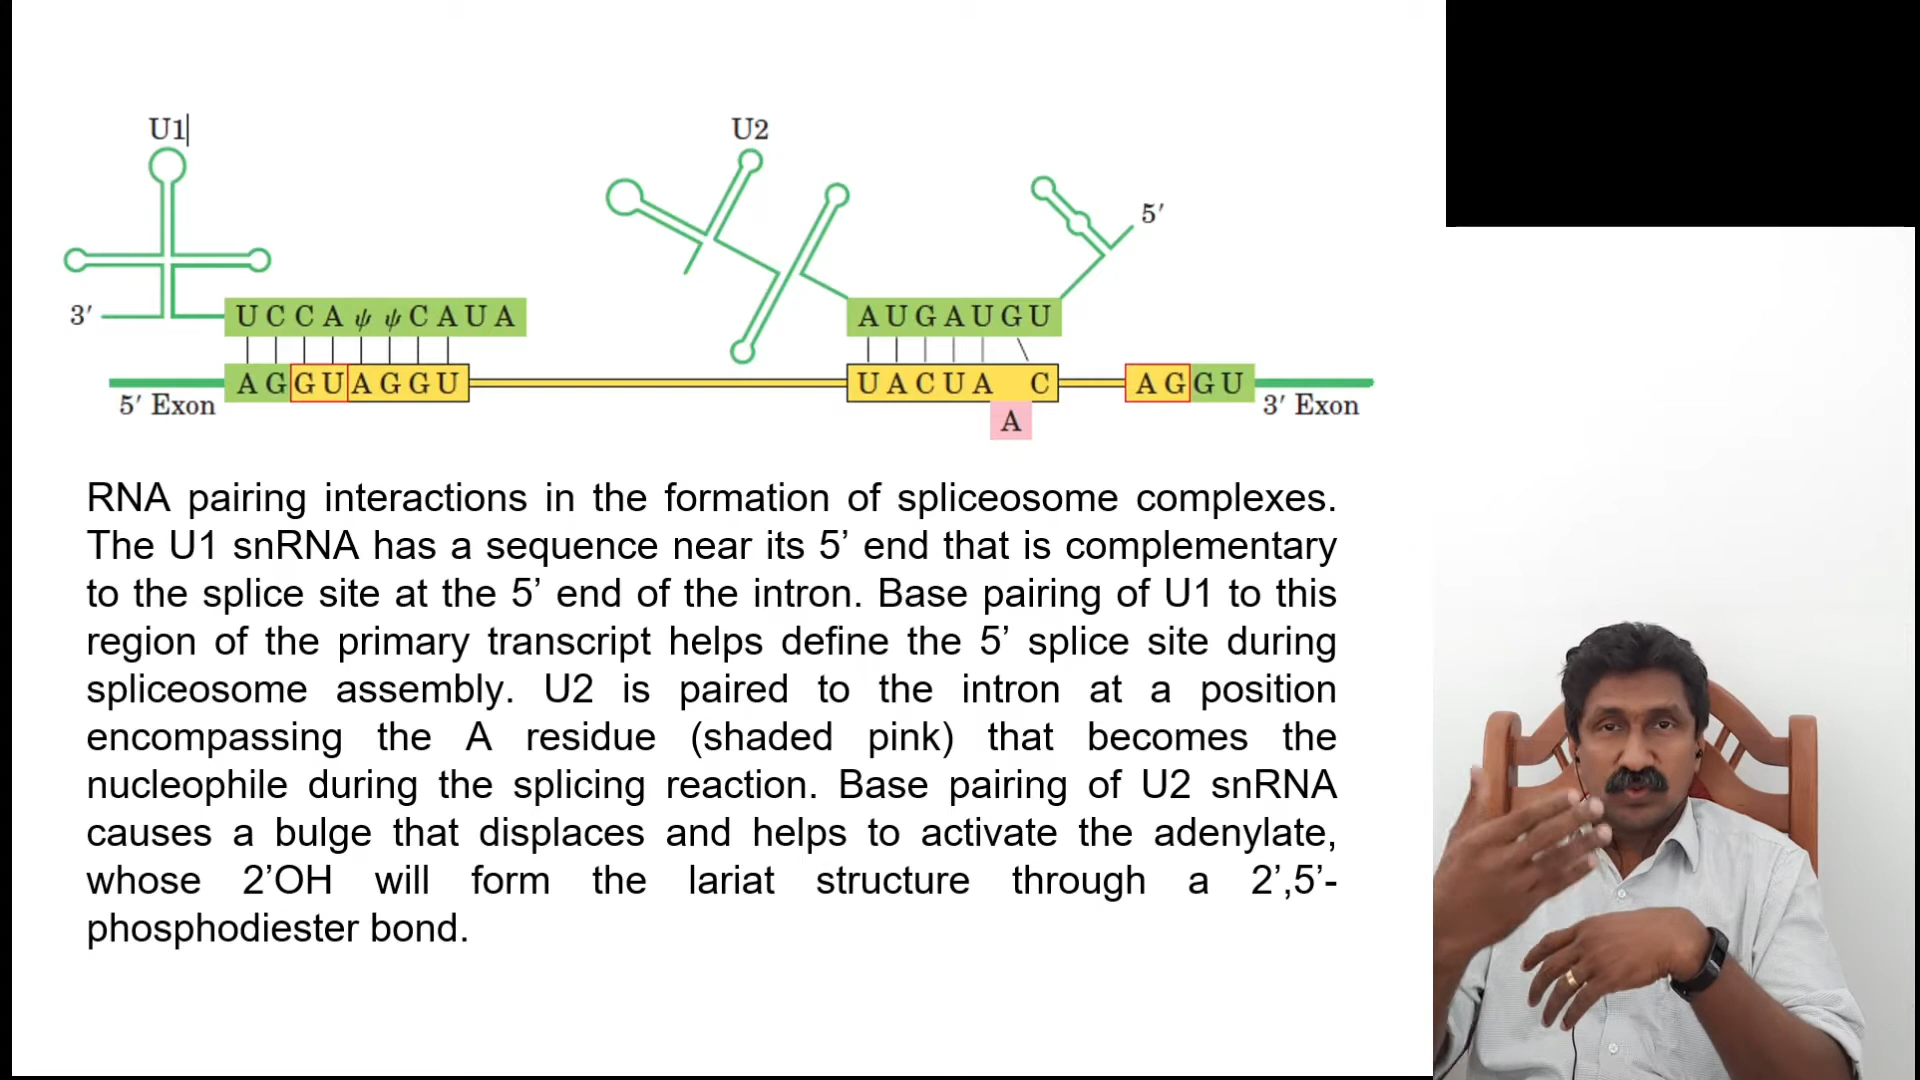 U1
U2
5′
3′
UCCAψψCAUA
AUGAUGU
AGGUAGGU
UACUA C
AGGU
5′ Exon
A
3′ Exon
RNA pairing interactions in the formation of spliceosome complexes.
The U1 snRNA has a sequence near its 5’ end that is complementary
to the splice site at the 5’ end of the intron. Base pairing of U1 to this
region of the primary transcript helps define the 5’ splice site during
spliceosome assembly. U2 is paired to the intron at a position
encompassing the A residue (shaded pink) that becomes the
nucleophile during the splicing reaction. Base pairing of U2 snRNA
causes a bulge that displaces and helps to activate the adenylate,
whose 2’OH will form the lariat structure through a 2’,5’-
phosphodiester bond.